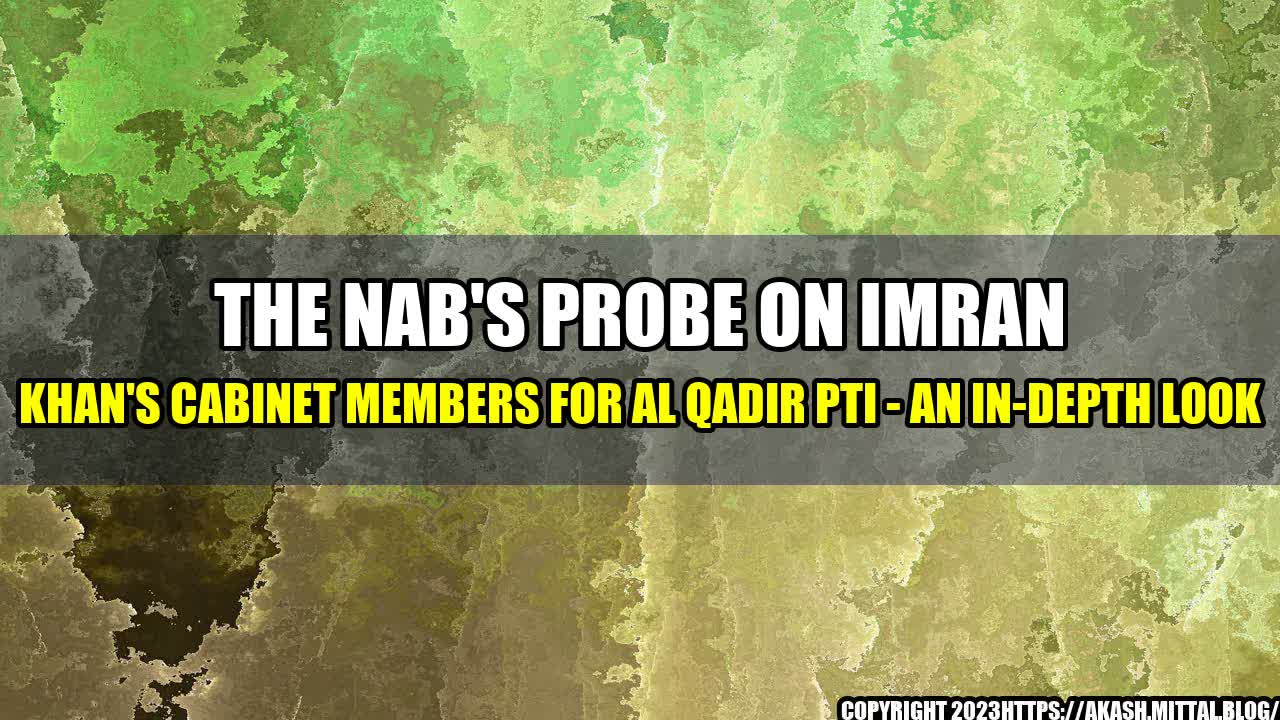 THE NAB'S PROBE ON IMRAN
KHAN'S CABINET MEMBERS FOR AL QADIR PTI - AN IN-DEPTH LOOK
COPYRIGHT 2023HTTPS://AKASH.MITTAL.BLOG/